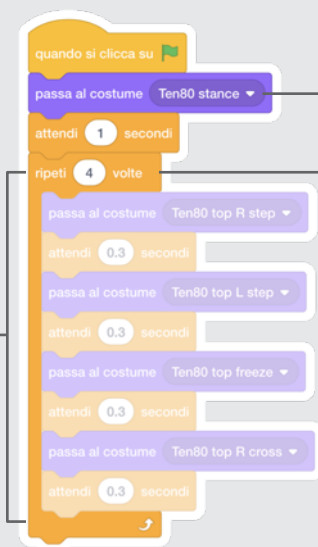 quando si clicca su
passa al costume Ten80 stance
attendi 1 secondi
ripeti 4 volte
passa al costume Ten80 top R step
attendi 0.3 secondi
passa al costume Ten80 top L step
attendi 0.3 secondi
passa al costume Ten80 top freeze
attendi 0.3 secondi
passa al costume Ten80 top R cross
attendi 0.3 secondi